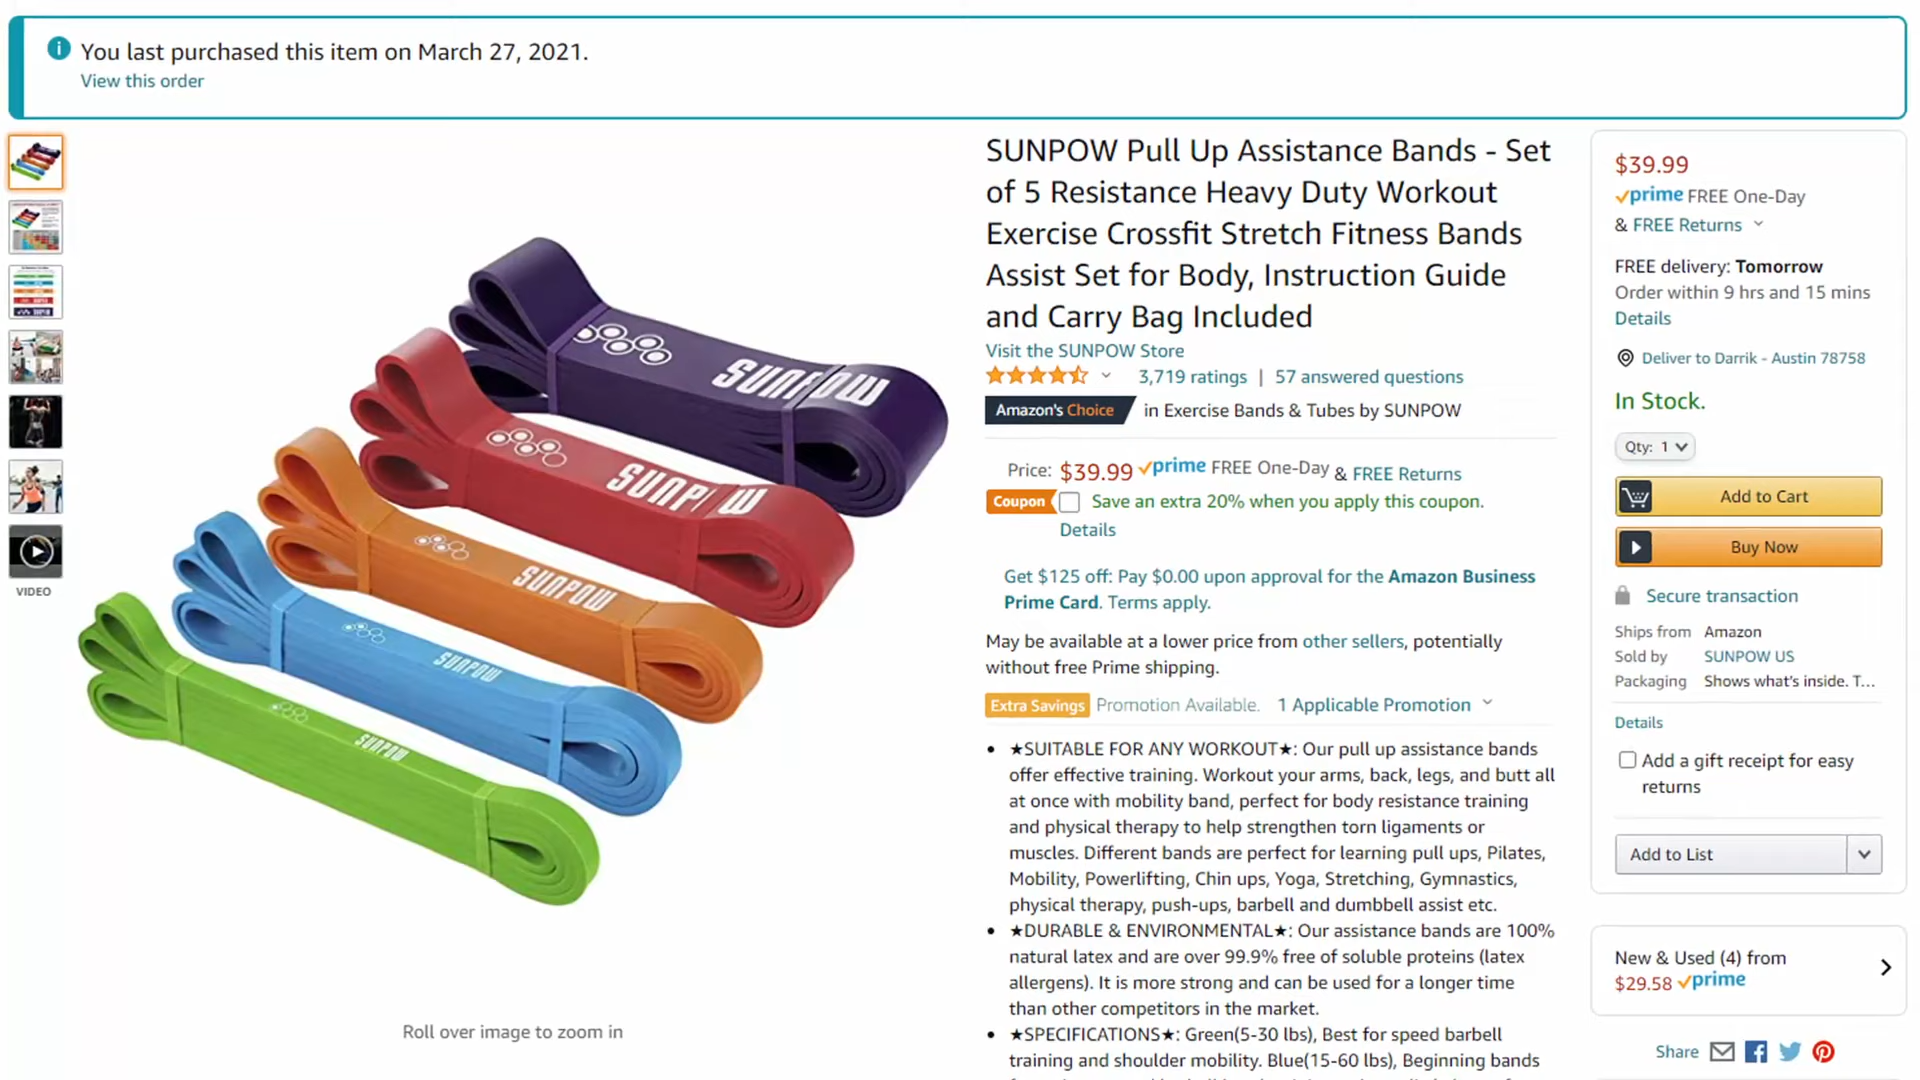 You last purchased this item on March 27, 2021.
View this order
VIDEO
SUNPOW
SUNPOW
SUNPOW
SUNPOW
SUNPOW
Roll over image to zoom in
SUNPOW Pull Up Assistance Bands - Set
of 5 Resistance Heavy Duty Workout
Exercise Crossfit Stretch Fitness Bands
Assist Set for Body, Instruction Guide
and Carry Bag Included
Visit the SUNPOW Store
3,719 ratings | 57 answered questions
Amazon's Choice in Exercise Bands & Tubes by SUNPOW
Price: $39.99 prime FREE One-Day & FREE Returns
Coupon Save an extra 20% when you apply this coupon.
Details
Get $125 off: Pay $0.00 upon approval for the Amazon Business
Prime Card. Terms apply.
May be available at a lower price from other sellers, potentially
without free Prime shipping.
Extra Savings Promotion Available. 1 Applicable Promotion
• ★SUITABLE FOR ANY WORKOUT★: Our pull up assistance bands
offer effective training. Workout your arms, back, legs, and butt all
at once with mobility band, perfect for body resistance training
and physical therapy to help strengthen torn ligaments or
muscles. Different bands are perfect for learning pull ups, Pilates,
Mobility, Powerlifting, Chin ups, Yoga, Stretching, Gymnastics,
physical therapy, push-ups, barbell and dumbbell assist etc.
• ★DURABLE & ENVIRONMENTAL★: Our assistance bands are 100%
natural latex and are over 99.9% free of soluble proteins (latex
allergens). It is more strong and can be used for a longer time
than other competitors in the market.
• ★SPECIFICATIONS★: Green(5-30 lbs), Best for speed barbell
training and shoulder mobility. Blue(15-60 lbs), Beginning bands
$39.99
prime FREE One-Day
& FREE Returns
FREE delivery: Tomorrow
Order within 9 hrs and 15 mins
Details
Deliver to Darrik - Austin 78758
In Stock.
Qty: 1
Add to Cart
Buy Now
Secure transaction
Ships from Amazon
Sold by SUNPOW US
Packaging Shows what's inside. T...
Details
Add a gift receipt for easy
returns
Add to List
New & Used (4) from
$29.58 prime
Share